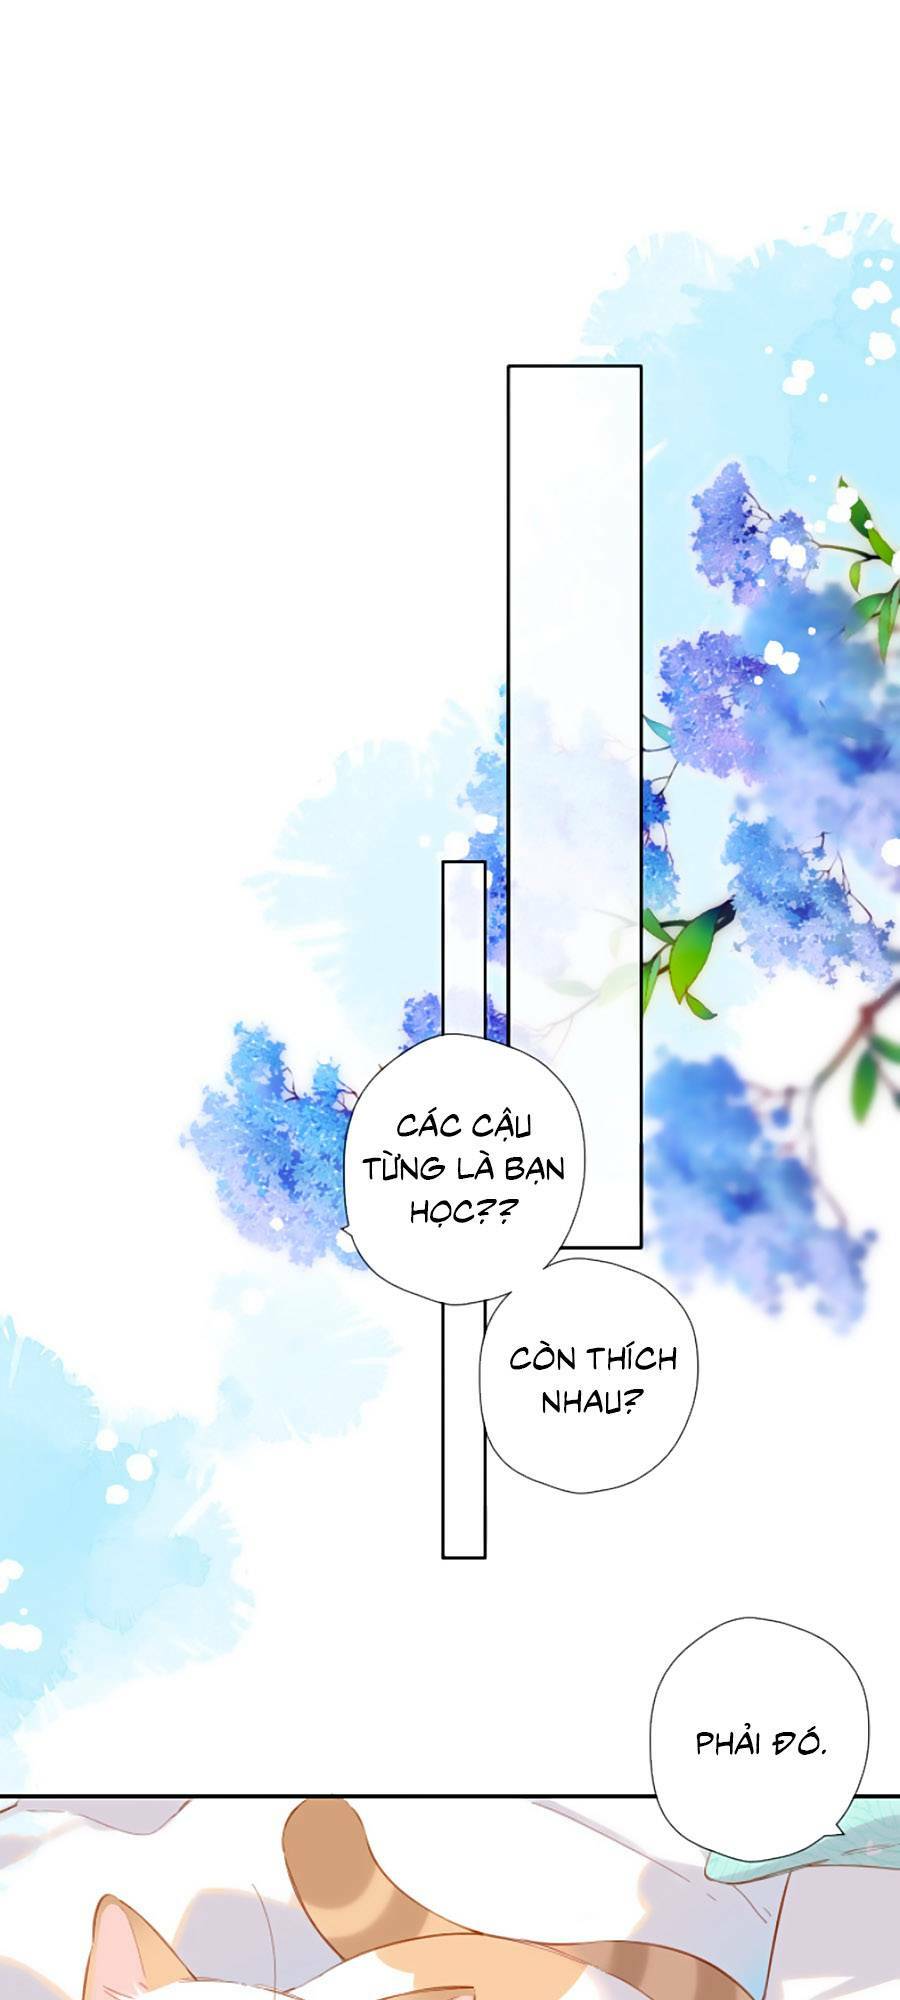 CÁC CẬU
TỪNG LÀ BẠN
HỌC??
CÒN THÍCH
NHAU?
PHẢI ĐÓ.